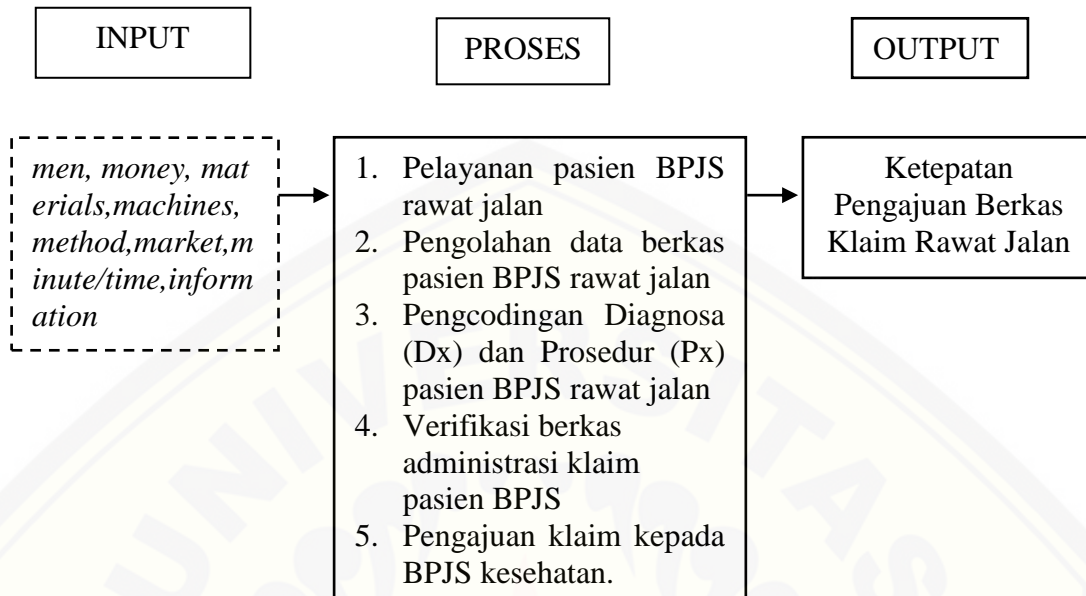 INPUT
PROSES
OUTPUT
men, money, mat
erials,machines,
method,market,m
inute/time,inform
ation
1. Pelayanan pasien BPJS
rawat jalan
2. Pengolahan data berkas
pasien BPJS rawat jalan
3. Pengcodingan Diagnosa
(Dx) dan Prosedur (Px)
pasien BPJS rawat jalan
4. Verifikasi berkas
administrasi klaim
pasien BPJS
5. Pengajuan klaim kepada
BPJS kesehatan.
Ketepatan
Pengajuan Berkas
Klaim Rawat Jalan
UNIVERSITAS